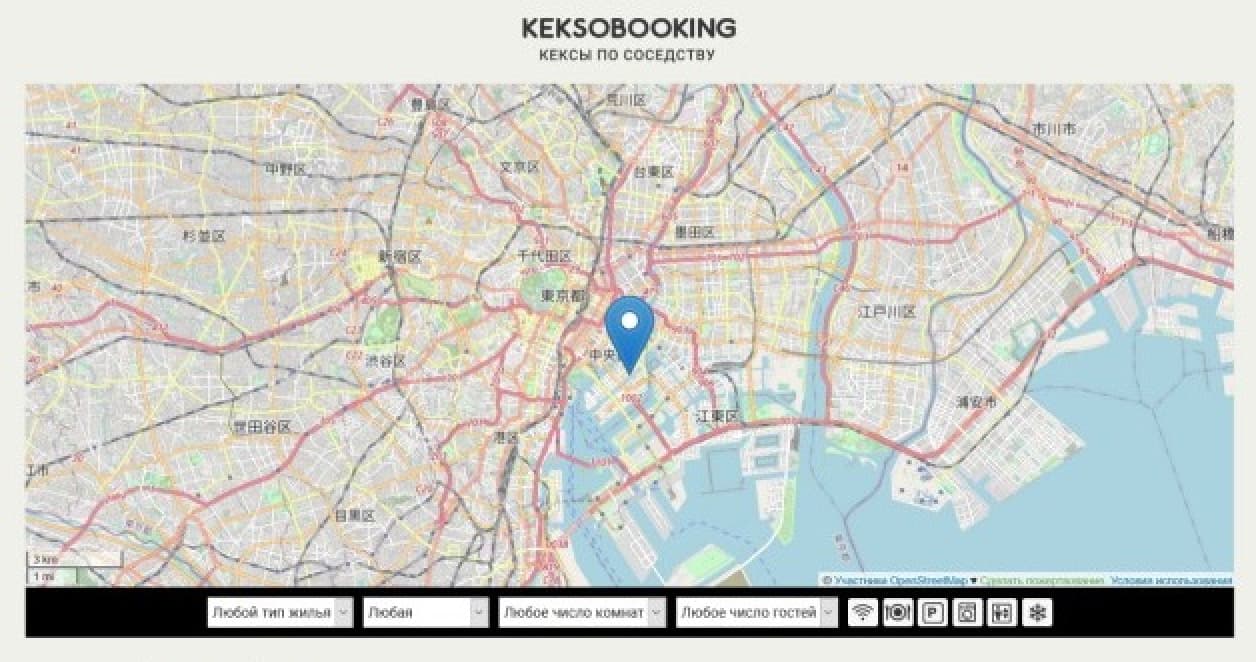 KEKSOBOOKING
КЕКСЫ ПО СОСЕДСТВУ
豊島区
荒川区
市川市
中野区
文京区
台東区
14
杉並区
墨田区
新宿区
千代田区
船橋
市
東京都
江戸川区
中央
渋谷区
浦安市
江東区
世田谷区
港区
江市
目黒区
3 km
1 mi
© Участники OpenStreetMap ♥ Сделать пожертвование. Условия использования
Любой тип жилья
Любая
Любое число комнат
Любое число гостей
P